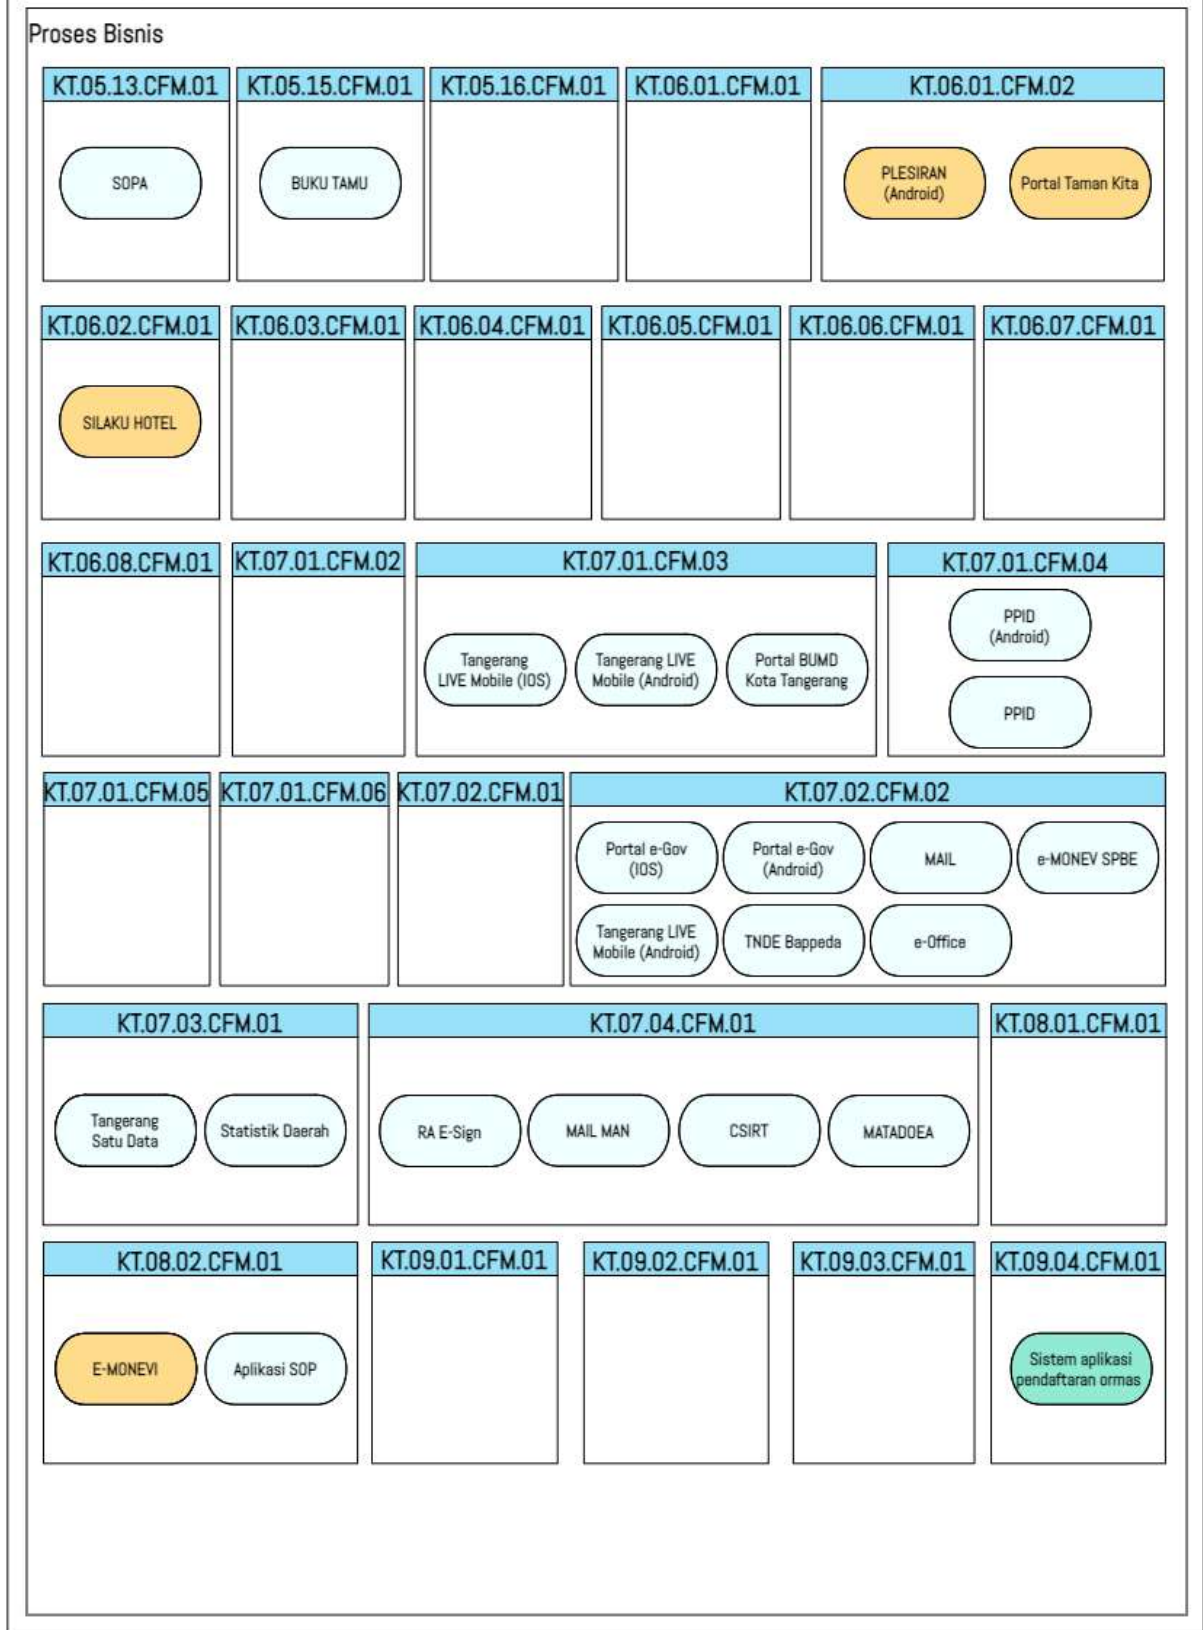 Proses Bisnis
KT.05.13.CFM.01
KT.05.15.CFM.01
KT.05.16.CFM.01
KT.06.01.CFM.01
KT.06.01.CFM.02
SOPA
BUKU TAMU
PLESIRAN
(Android)
Portal Taman Kita
KT.06.02.CFM.01
KT.06.03.CFM.01
KT.06.04.CFM.01
KT.06.05.CFM.01
KT.06.06.CFM.01
KT.06.07.CFM.01
SILAKU HOTEL
KT.06.08.CFM.01
KT.07.01.CFM.02
KT.07.01.CFM.03
KT.07.01.CFM.04
Tangerang
LIVE Mobile (IOS)
Tangerang LIVE
Mobile (Android)
Portal BUMD
Kota Tangerang
PPID
(Android)
PPID
KT.07.01.CFM.05
KT.07.01.CFM.06
KT.07.02.CFM.01
KT.07.02.CFM.02
Portal e-Gov
(IOS)
Portal e-Gov
(Android)
MAIL
e-MONEV SPBE
Tangerang LIVE
Mobile (Android)
TNDE Bappeda
e-Office
KT.07.03.CFM.01
KT.07.04.CFM.01
KT.08.01.CFM.01
Tangerang
Satu Data
Statistik Daerah
RA E-Sign
MAIL MAN
CSIRT
MATADOEA
KT.08.02.CFM.01
KT.09.01.CFM.01
KT.09.02.CFM.01
KT.09.03.CFM.01
KT.09.04.CFM.01
E-MONEVI
Aplikasi SOP
Sistem aplikasi
pendaftaran ormas